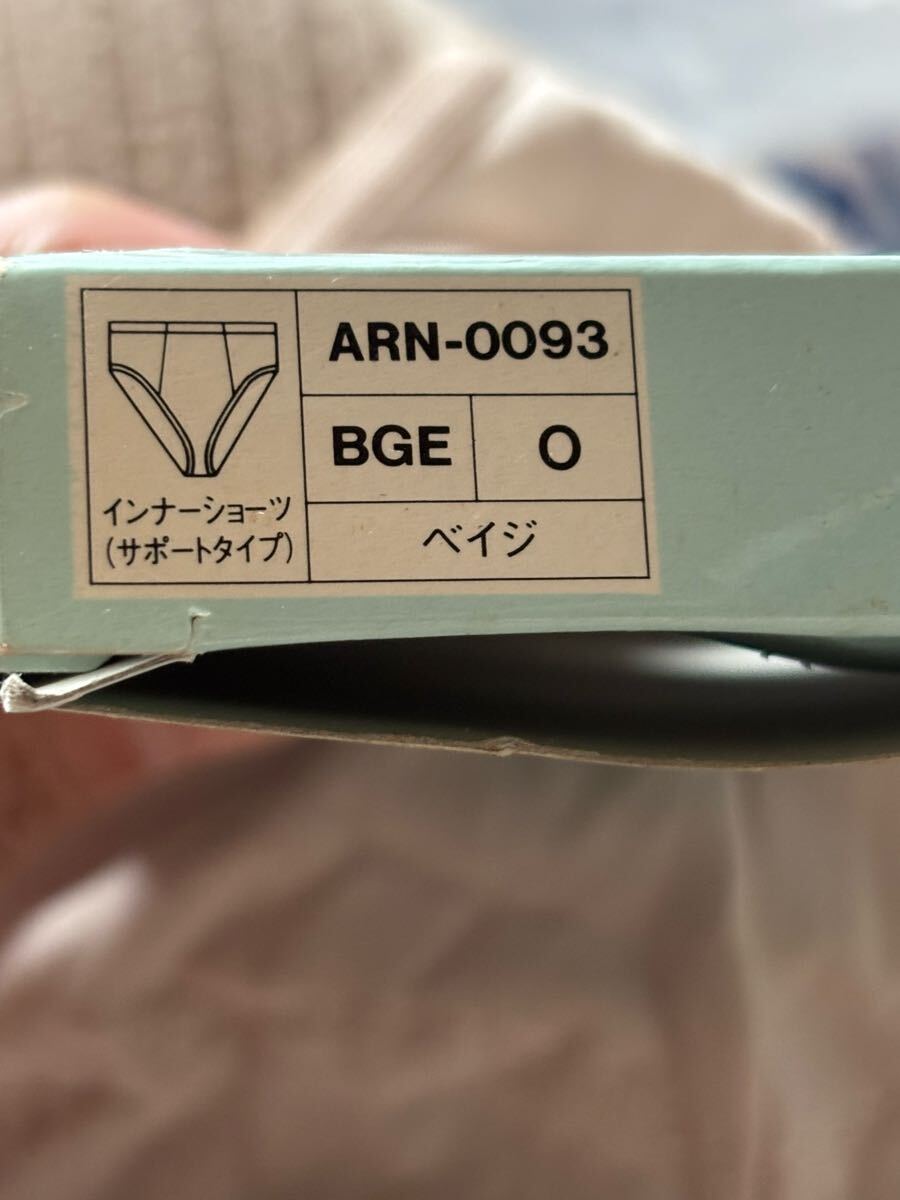 ARN-0093
BGE O
インナーショーツ
(サポートタイプ)
ベイジ